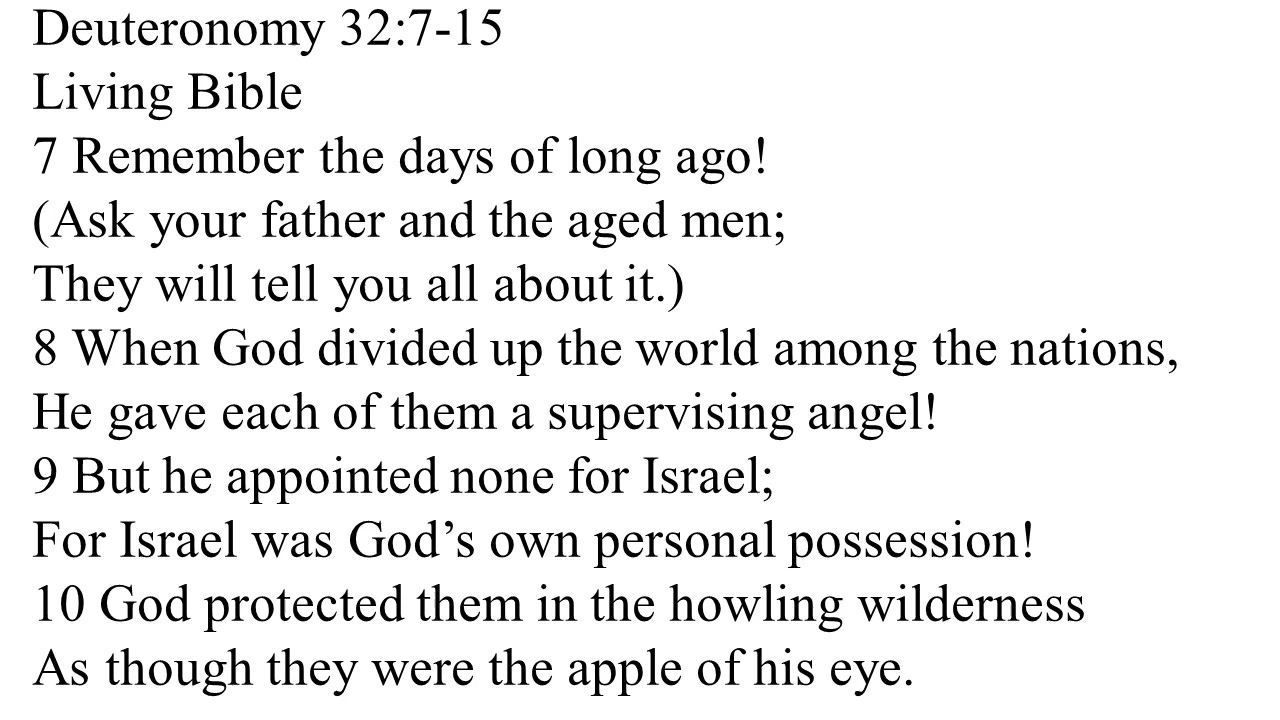 Deuteronomy 32:7-15
Living Bible
7 Remember the days of long ago!
(Ask your father and the aged men;
They will tell you all about it.)
8 When God divided up the world among the nations,
He gave each of them a supervising angel!
9 But he appointed none for Israel;
For Israel was God’s own personal possession!
10 God protected them in the howling wilderness
As though they were the apple of his eye.